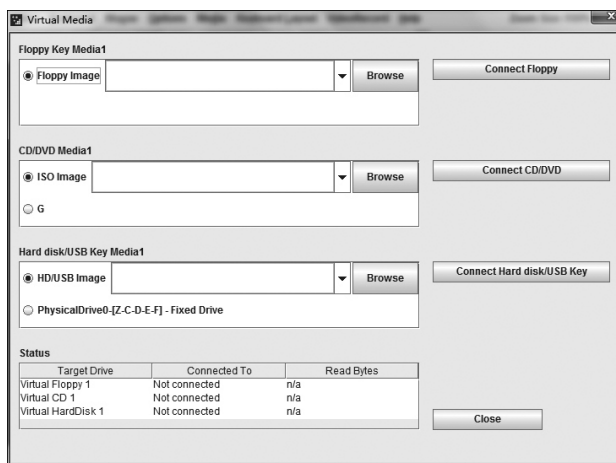 Virtual Media
Floppy Key Media1
Floppy Image
Browse
Connect Floppy
CD/DVD Media1
ISO Image
Browse
Connect CD/DVD
G
Hard disk/USB Key Media1
HD/USB Image
Browse
Connect Hard disk/USB Key
PhysicalDrive0-[Z-C-D-E-F] - Fixed Drive
Status
Target Drive Connected To Read Bytes
Virtual Floppy 1 Not connected n/a
Virtual CD 1 Not connected n/a
Virtual HardDisk 1 Not connected n/a
Close